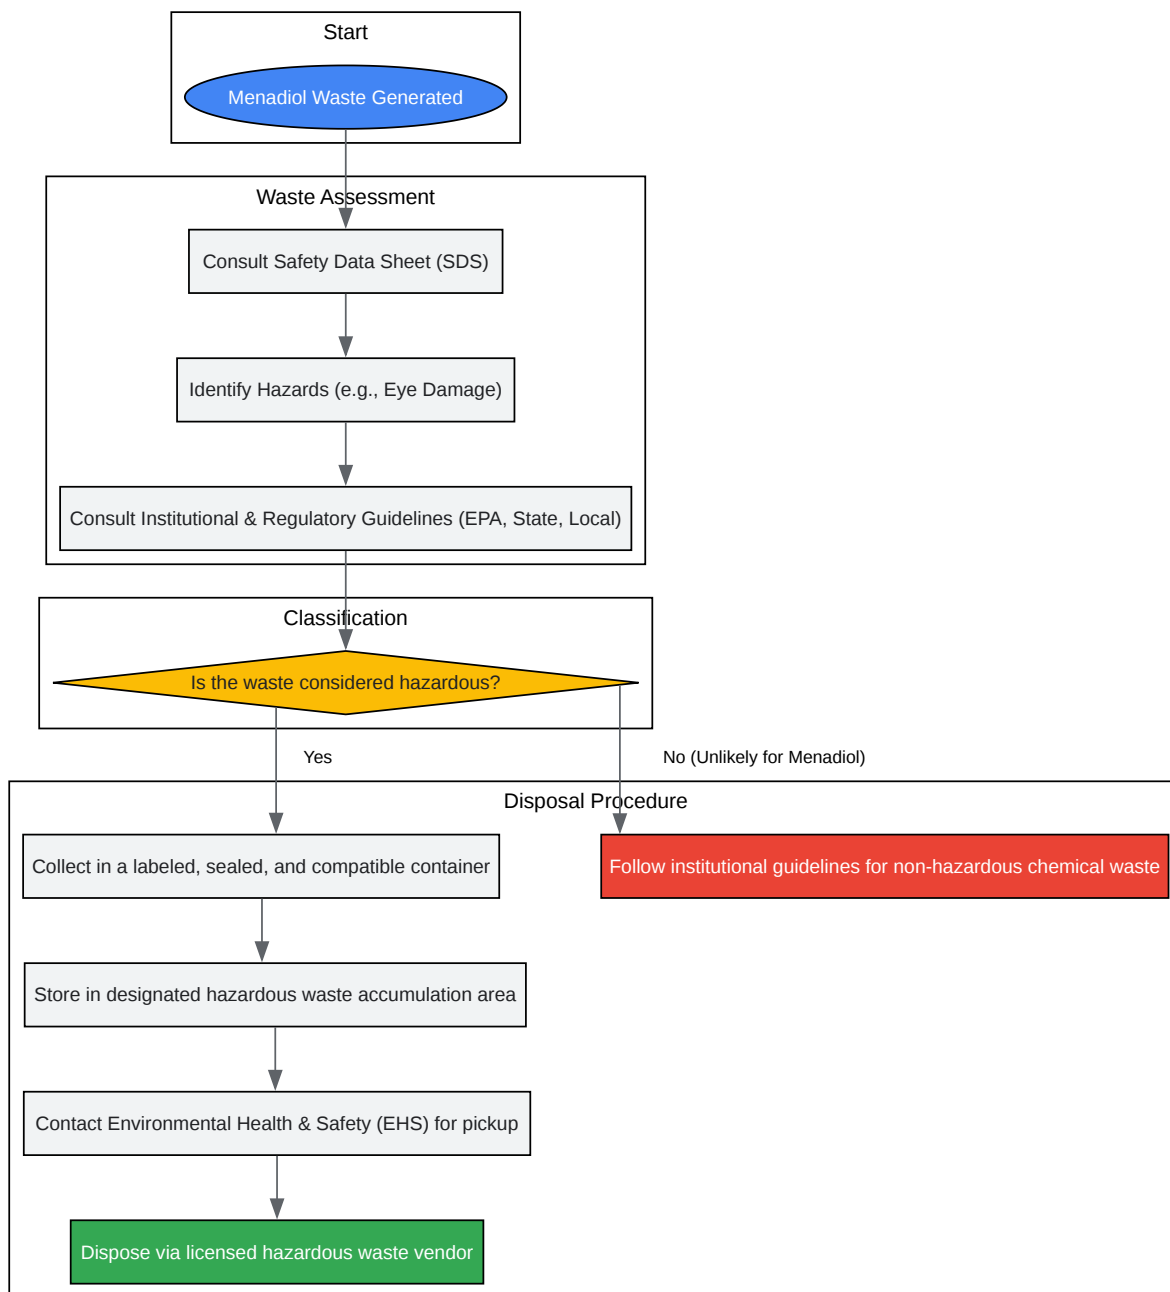 Start
Menadiol Waste Generated
Waste Assessment
Consult Safety Data Sheet (SDS)
Identify Hazards (e.g., Eye Damage)
Consult Institutional & Regulatory Guidelines (EPA, State, Local)
Classification
Is the waste considered hazardous?
Yes
No (Unlikely for Menadiol)
Disposal Procedure
Collect in a labeled, sealed, and compatible container
Follow institutional guidelines for non-hazardous chemical waste
Store in designated hazardous waste accumulation area
Contact Environmental Health & Safety (EHS) for pickup
Dispose via licensed hazardous waste vendor